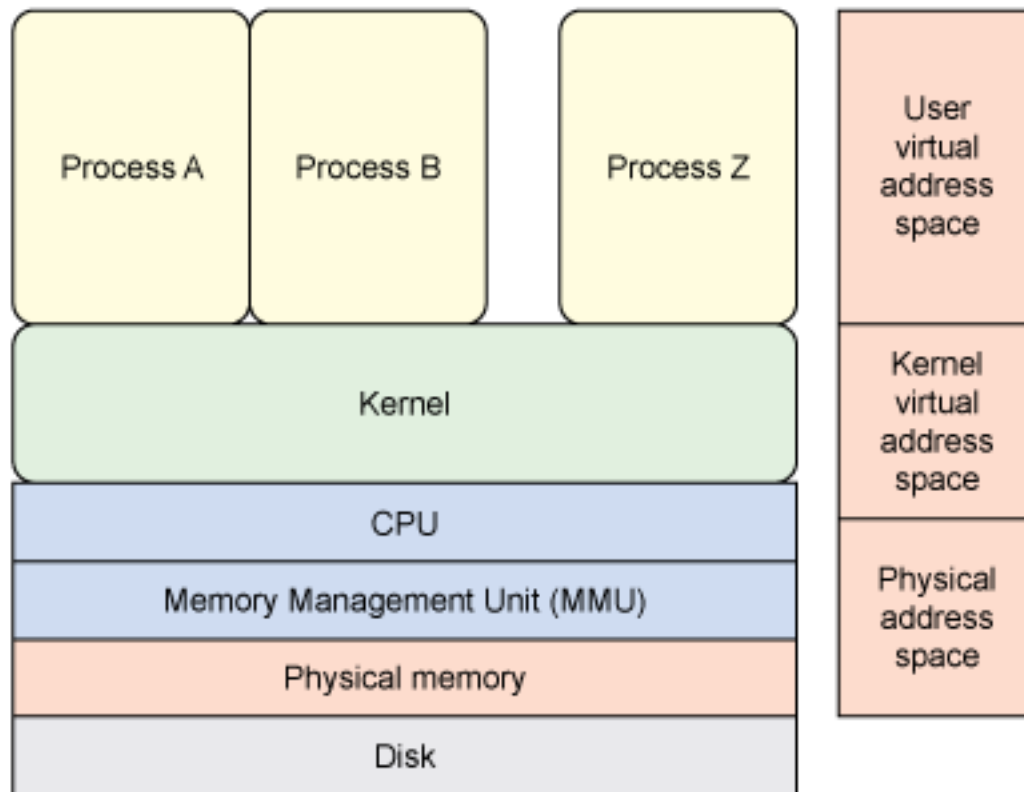 Process A
Process B
Process Z
User
virtual
address
space
Kernel
Kernel
virtual
address
space
CPU
Memory Management Unit (MMU)
Physical
address
space
Physical memory
Disk